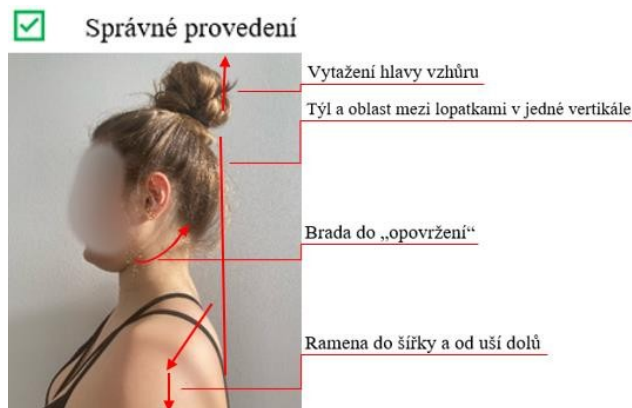 Správné provedení
Vytažení hlavy vzhůru
Týl a oblast mezi lopatkami v jedné vertikále
Brada do „opovržení“
Ramena do šířky a od uší dolů